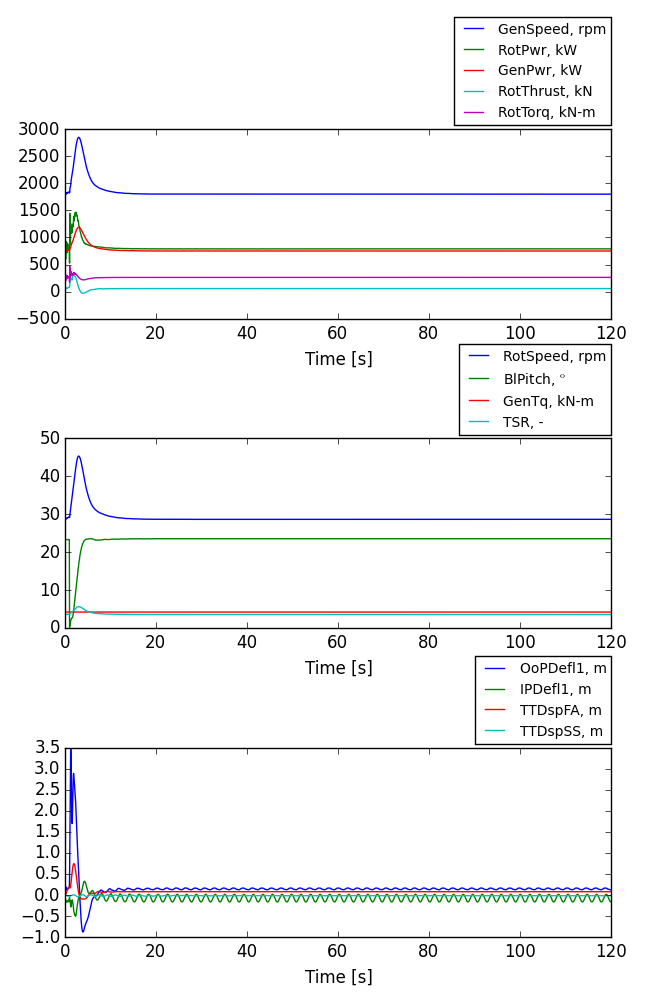 GenSpeed, rpm
RotPwr, kW
GenPwr, kW
RotThrust, kN
RotTorq, kN-m
3000
2500
2000
1500
1000
500
0
−500
0 20 40 60 80 100 120
Time [s]
RotSpeed, rpm
BlPitch, °
GenTq, kN-m
TSR, -
50
40
30
20
10
0
0 20 40 60 80 100 120
Time [s]
OoPDefl1, m
IPDefl1, m
TTDspFA, m
TTDspSS, m
3.5
3.0
2.5
2.0
1.5
1.0
0.5
0.0
−0.5
−1.0
0 20 40 60 80 100 120
Time [s]